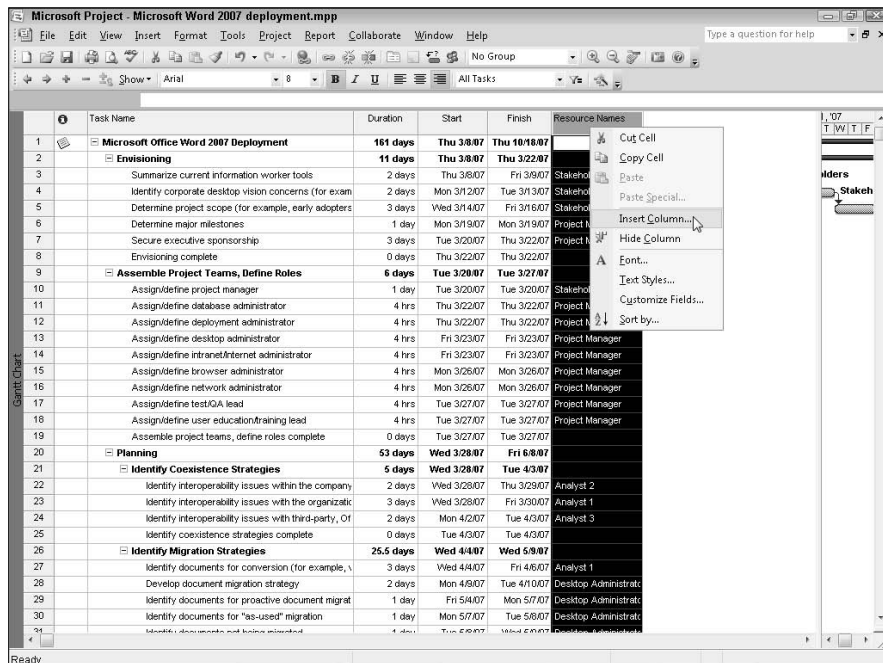 Microsoft Project - Microsoft Word 2007 deployment.mpp
File Edit View Insert Format Tools Project Report Collaborate Window Help Type a question for help
No Group
Show Arial 8 B I U All Tasks
Task Name Duration Start Finish Resource Names , '07
T W T F
1 Microsoft Office Word 2007 Deployment 161 days Thu 3/8/07 Thu 10/18/07
2 Envisioning 11 days Thu 3/8/07 Thu 3/22/07
3 Summarize current information worker tools 2 days Thu 3/8/07 Fri 3/9/07 Stakehol lders
4 Identify corporate desktop vision concerns (for exam 2 days Mon 3/12/07 Tue 3/13/07 Stakehol Stakeh
5 Determine project scope (for example, early adopters 3 days Wed 3/14/07 Fri 3/16/07 Stakehol
6 Determine major milestones 1 day Mon 3/19/07 Mon 3/19/07 Project M
7 Secure executive sponsorship 3 days Tue 3/20/07 Thu 3/22/07 Project M
8 Envisioning complete 0 days Thu 3/22/07 Thu 3/22/07
9 Assemble Project Teams, Define Roles 6 days Tue 3/20/07 Tue 3/27/07
10 Assign/define project manager 1 day Tue 3/20/07 Tue 3/20/07 Stakehol
11 Assign/define database administrator 4 hrs Thu 3/22/07 Thu 3/22/07 Project M
12 Assign/define deployment administrator 4 hrs Thu 3/22/07 Thu 3/22/07 Project M
13 Assign/define desktop administrator 4 hrs Fri 3/23/07 Fri 3/23/07 Project Manager
14 Assign/define intranet/Internet administrator 4 hrs Fri 3/23/07 Fri 3/23/07 Project Manager
15 Assign/define browser administrator 4 hrs Mon 3/26/07 Mon 3/26/07 Project Manager
16 Assign/define network administrator 4 hrs Mon 3/26/07 Mon 3/26/07 Project Manager
17 Assign/define test/QA lead 4 hrs Tue 3/27/07 Tue 3/27/07 Project Manager
18 Assign/define user education/training lead 4 hrs Tue 3/27/07 Tue 3/27/07 Project Manager
19 Assemble project teams, define roles complete 0 days Tue 3/27/07 Tue 3/27/07
20 Planning 53 days Wed 3/28/07 Fri 6/8/07
21 Identify Coexistence Strategies 5 days Wed 3/28/07 Tue 4/3/07
22 Identify interoperability issues within the company 2 days Wed 3/28/07 Thu 3/29/07 Analyst 2
23 Identify interoperability issues with the organizatic 3 days Wed 3/28/07 Fri 3/30/07 Analyst 1
24 Identify interoperability issues with third-party, Of 2 days Mon 4/2/07 Tue 4/3/07 Analyst 3
25 Identify coexistence strategies complete 0 days Tue 4/3/07 Tue 4/3/07
26 Identify Migration Strategies 25.5 days Wed 4/4/07 Wed 5/9/07
27 Identify documents for conversion (for example, 3 days Wed 4/4/07 Fri 4/6/07 Analyst 1
28 Develop document migration strategy 2 days Mon 4/9/07 Tue 4/10/07 Desktop Administratc
29 Identify documents for proactive document migrat 1 day Fri 5/4/07 Mon 5/7/07 Desktop Administratc
30 Identify documents for "as-used" migration 1 day Mon 5/7/07 Tue 5/8/07 Desktop Administratc
Cut Cell
Copy Cell
Paste
Paste Special...
Insert Column...
Hide Column
Font...
Text Styles...
Customize Fields...
Sort by...
Gantt Chart
Ready